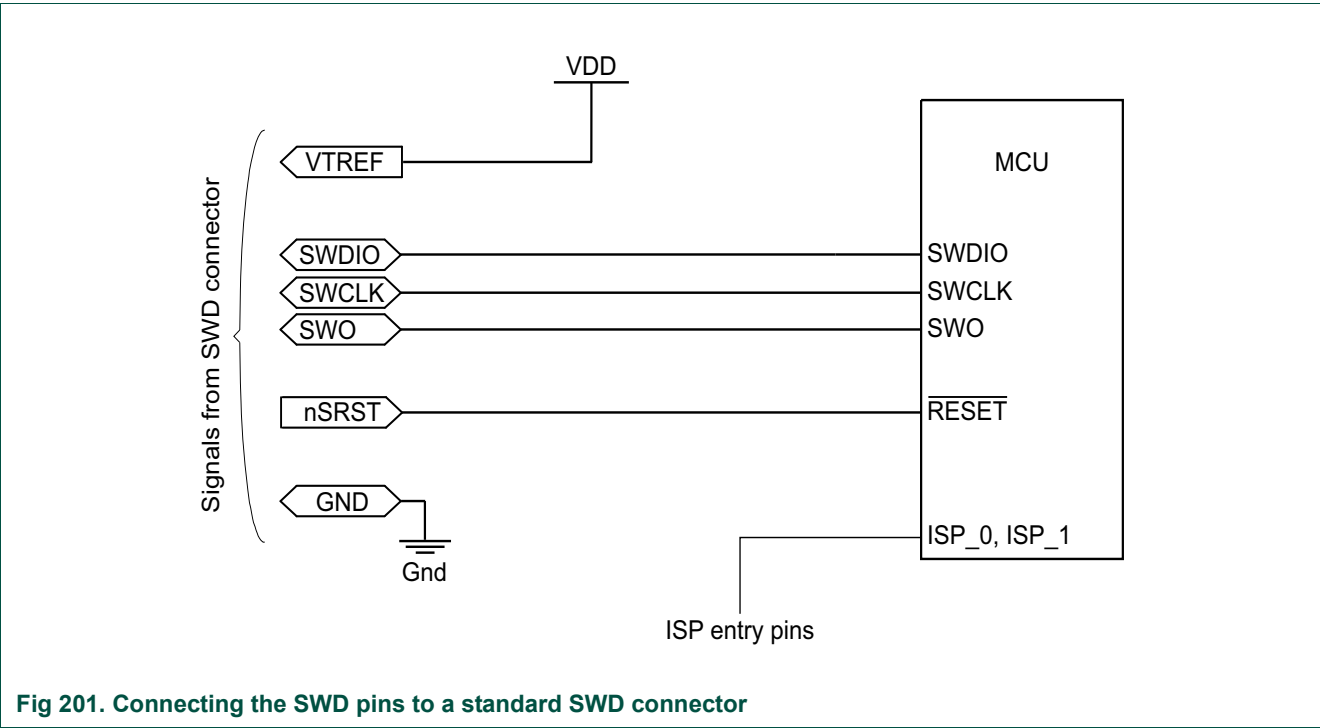 VDD
VTREF
MCU
Signals from SWD connector
SWDIO
SWDIO
SWCLK
SWCLK
SWO
SWO
nSRST
RESET
GND
ISP_0, ISP_1
Gnd
ISP entry pins
Fig 201. Connecting the SWD pins to a standard SWD connector